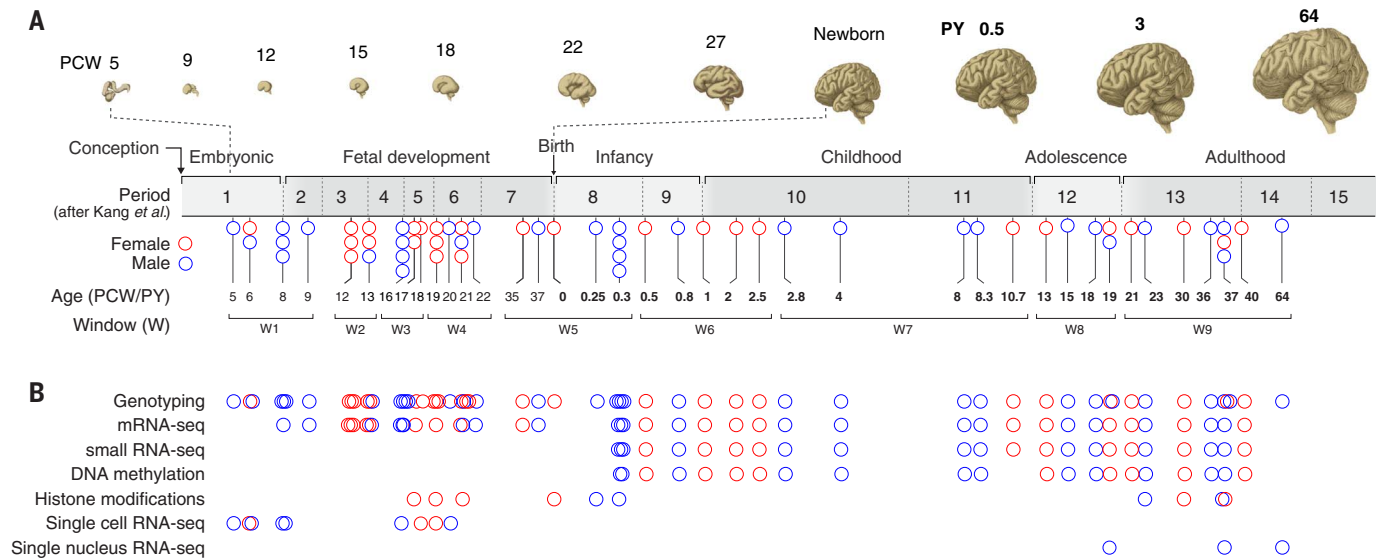 A
PCW 5 9 12 15 18 22 27 Newborn PY 0.5 3 64
Conception Embryonic Fetal development Birth Infancy Childhood Adolescence Adulthood
Period 1 2 3 4 5 6 7 8 9 10 11 12 13 14 15
(after Kang et al.)
Female
Male
Age (PCW/PY) 5 6 8 9 12 13 16 17 18 19 20 21 22 35 37 0 0.25 0.3 0.5 0.8 1 2 2.5 2.8 4 8 8.3 10.7 13 15 18 19 21 23 30 36 37 40 64
Window (W) W1 W2 W3 W4 W5 W6 W7 W8 W9
B
Genotyping
mRNA-seq
small RNA-seq
DNA methylation
Histone modifications
Single cell RNA-seq
Single nucleus RNA-seq